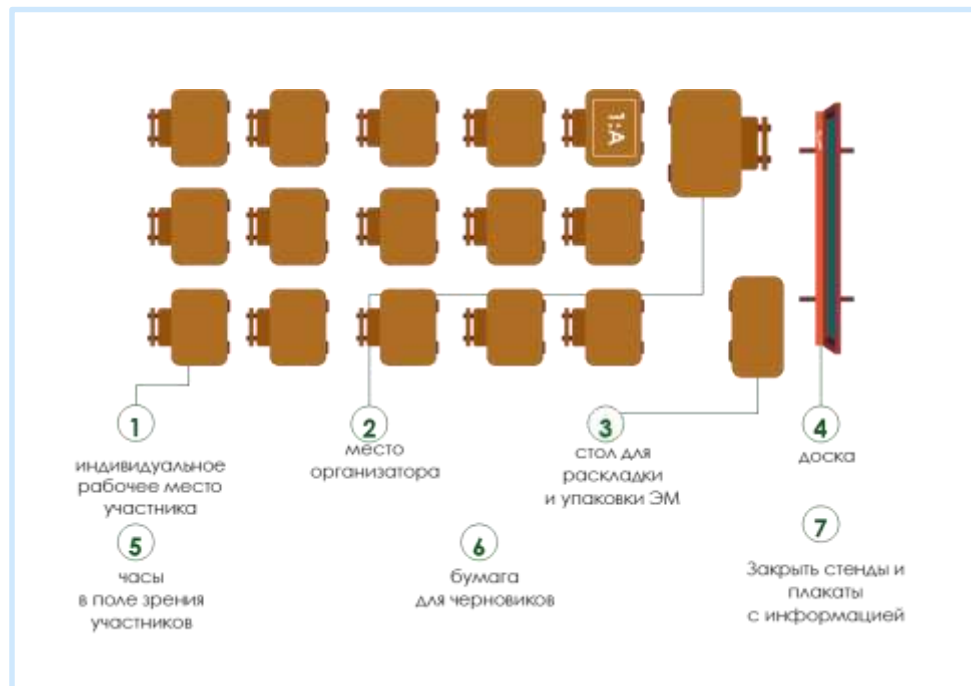 1:А
1
индивидуальное
рабочее место
участника
2
место
организатора
3
стол для
раскладки
и упаковки ЭМ
4
доска
5
часы
в поле зрения
участников
6
бумага
для черновиков
7
Закрыть стенды и
плакаты
с информацией